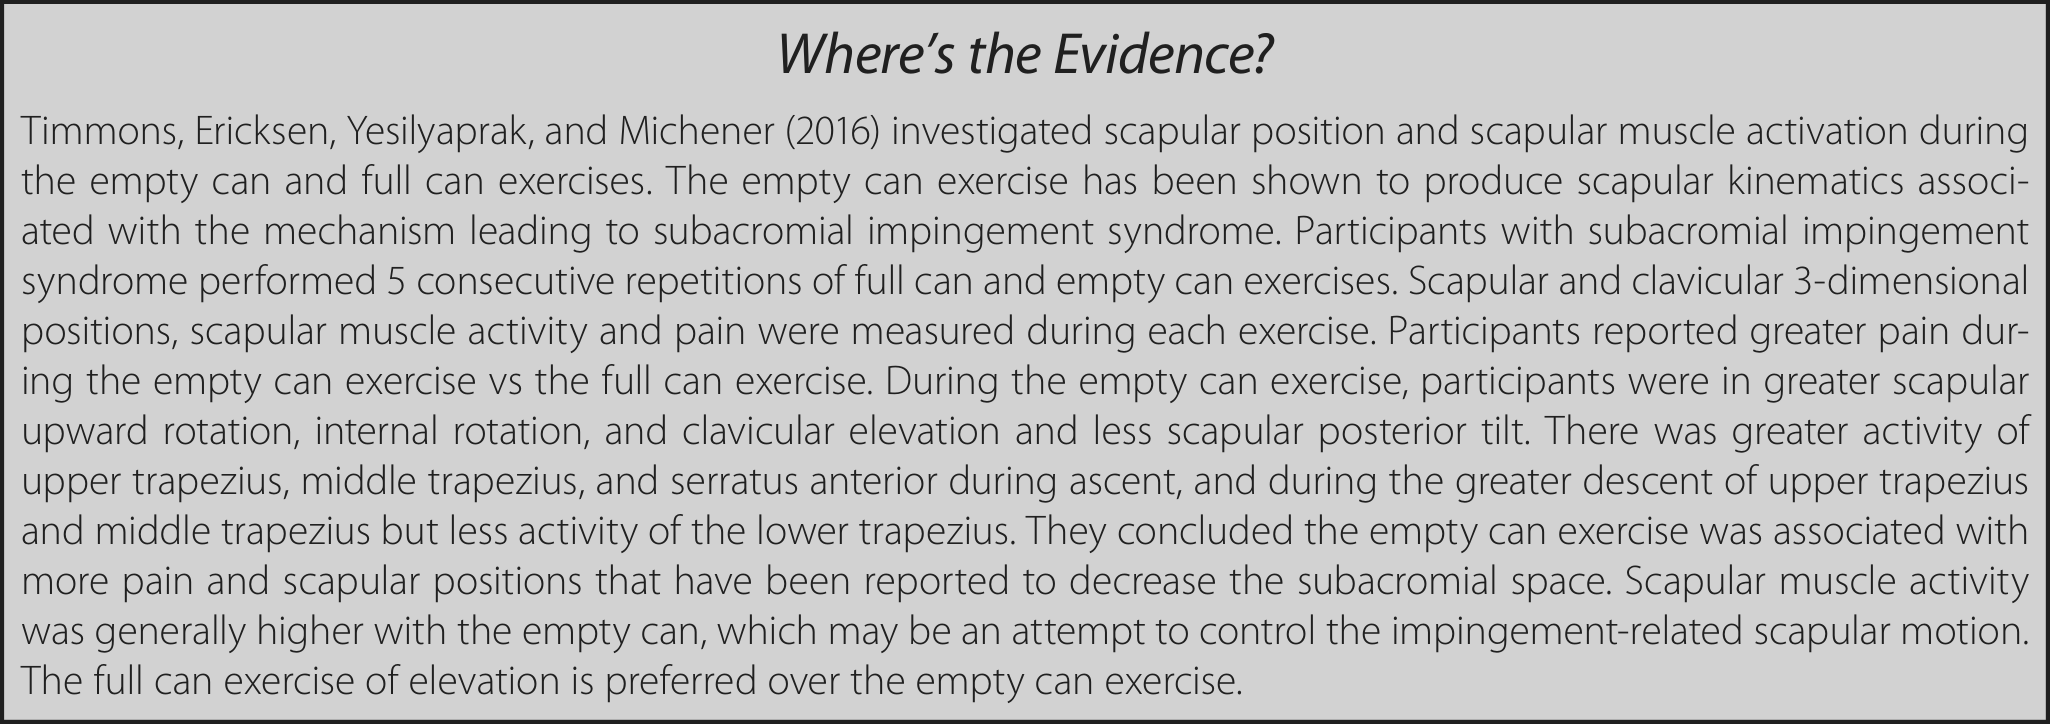 Where's the Evidence?
Timmons, Ericksen, Yesilyaprak, and Michener (2016) investigated scapular position and scapular muscle activation during
the empty can and full can exercises. The empty can exercise has been shown to produce scapular kinematics associ-
ated with the mechanism leading to subacromial impingement syndrome. Participants with subacromial impingement
syndrome performed 5 consecutive repetitions of full can and empty can exercises. Scapular and clavicular 3-dimensional
positions, scapular muscle activity and pain were measured during each exercise. Participants reported greater pain dur-
ing the empty can exercise vs the full can exercise. During the empty can exercise, participants were in greater scapular
upward rotation, internal rotation, and clavicular elevation and less scapular posterior tilt. There was greater activity of
upper trapezius, middle trapezius, and serratus anterior during ascent, and during the greater descent of upper trapezius
and middle trapezius but less activity of the lower trapezius. They concluded the empty can exercise was associated with
more pain and scapular positions that have been reported to decrease the subacromial space. Scapular muscle activity
was generally higher with the empty can, which may be an attempt to control the impingement-related scapular motion.
The full can exercise of elevation is preferred over the empty can exercise.